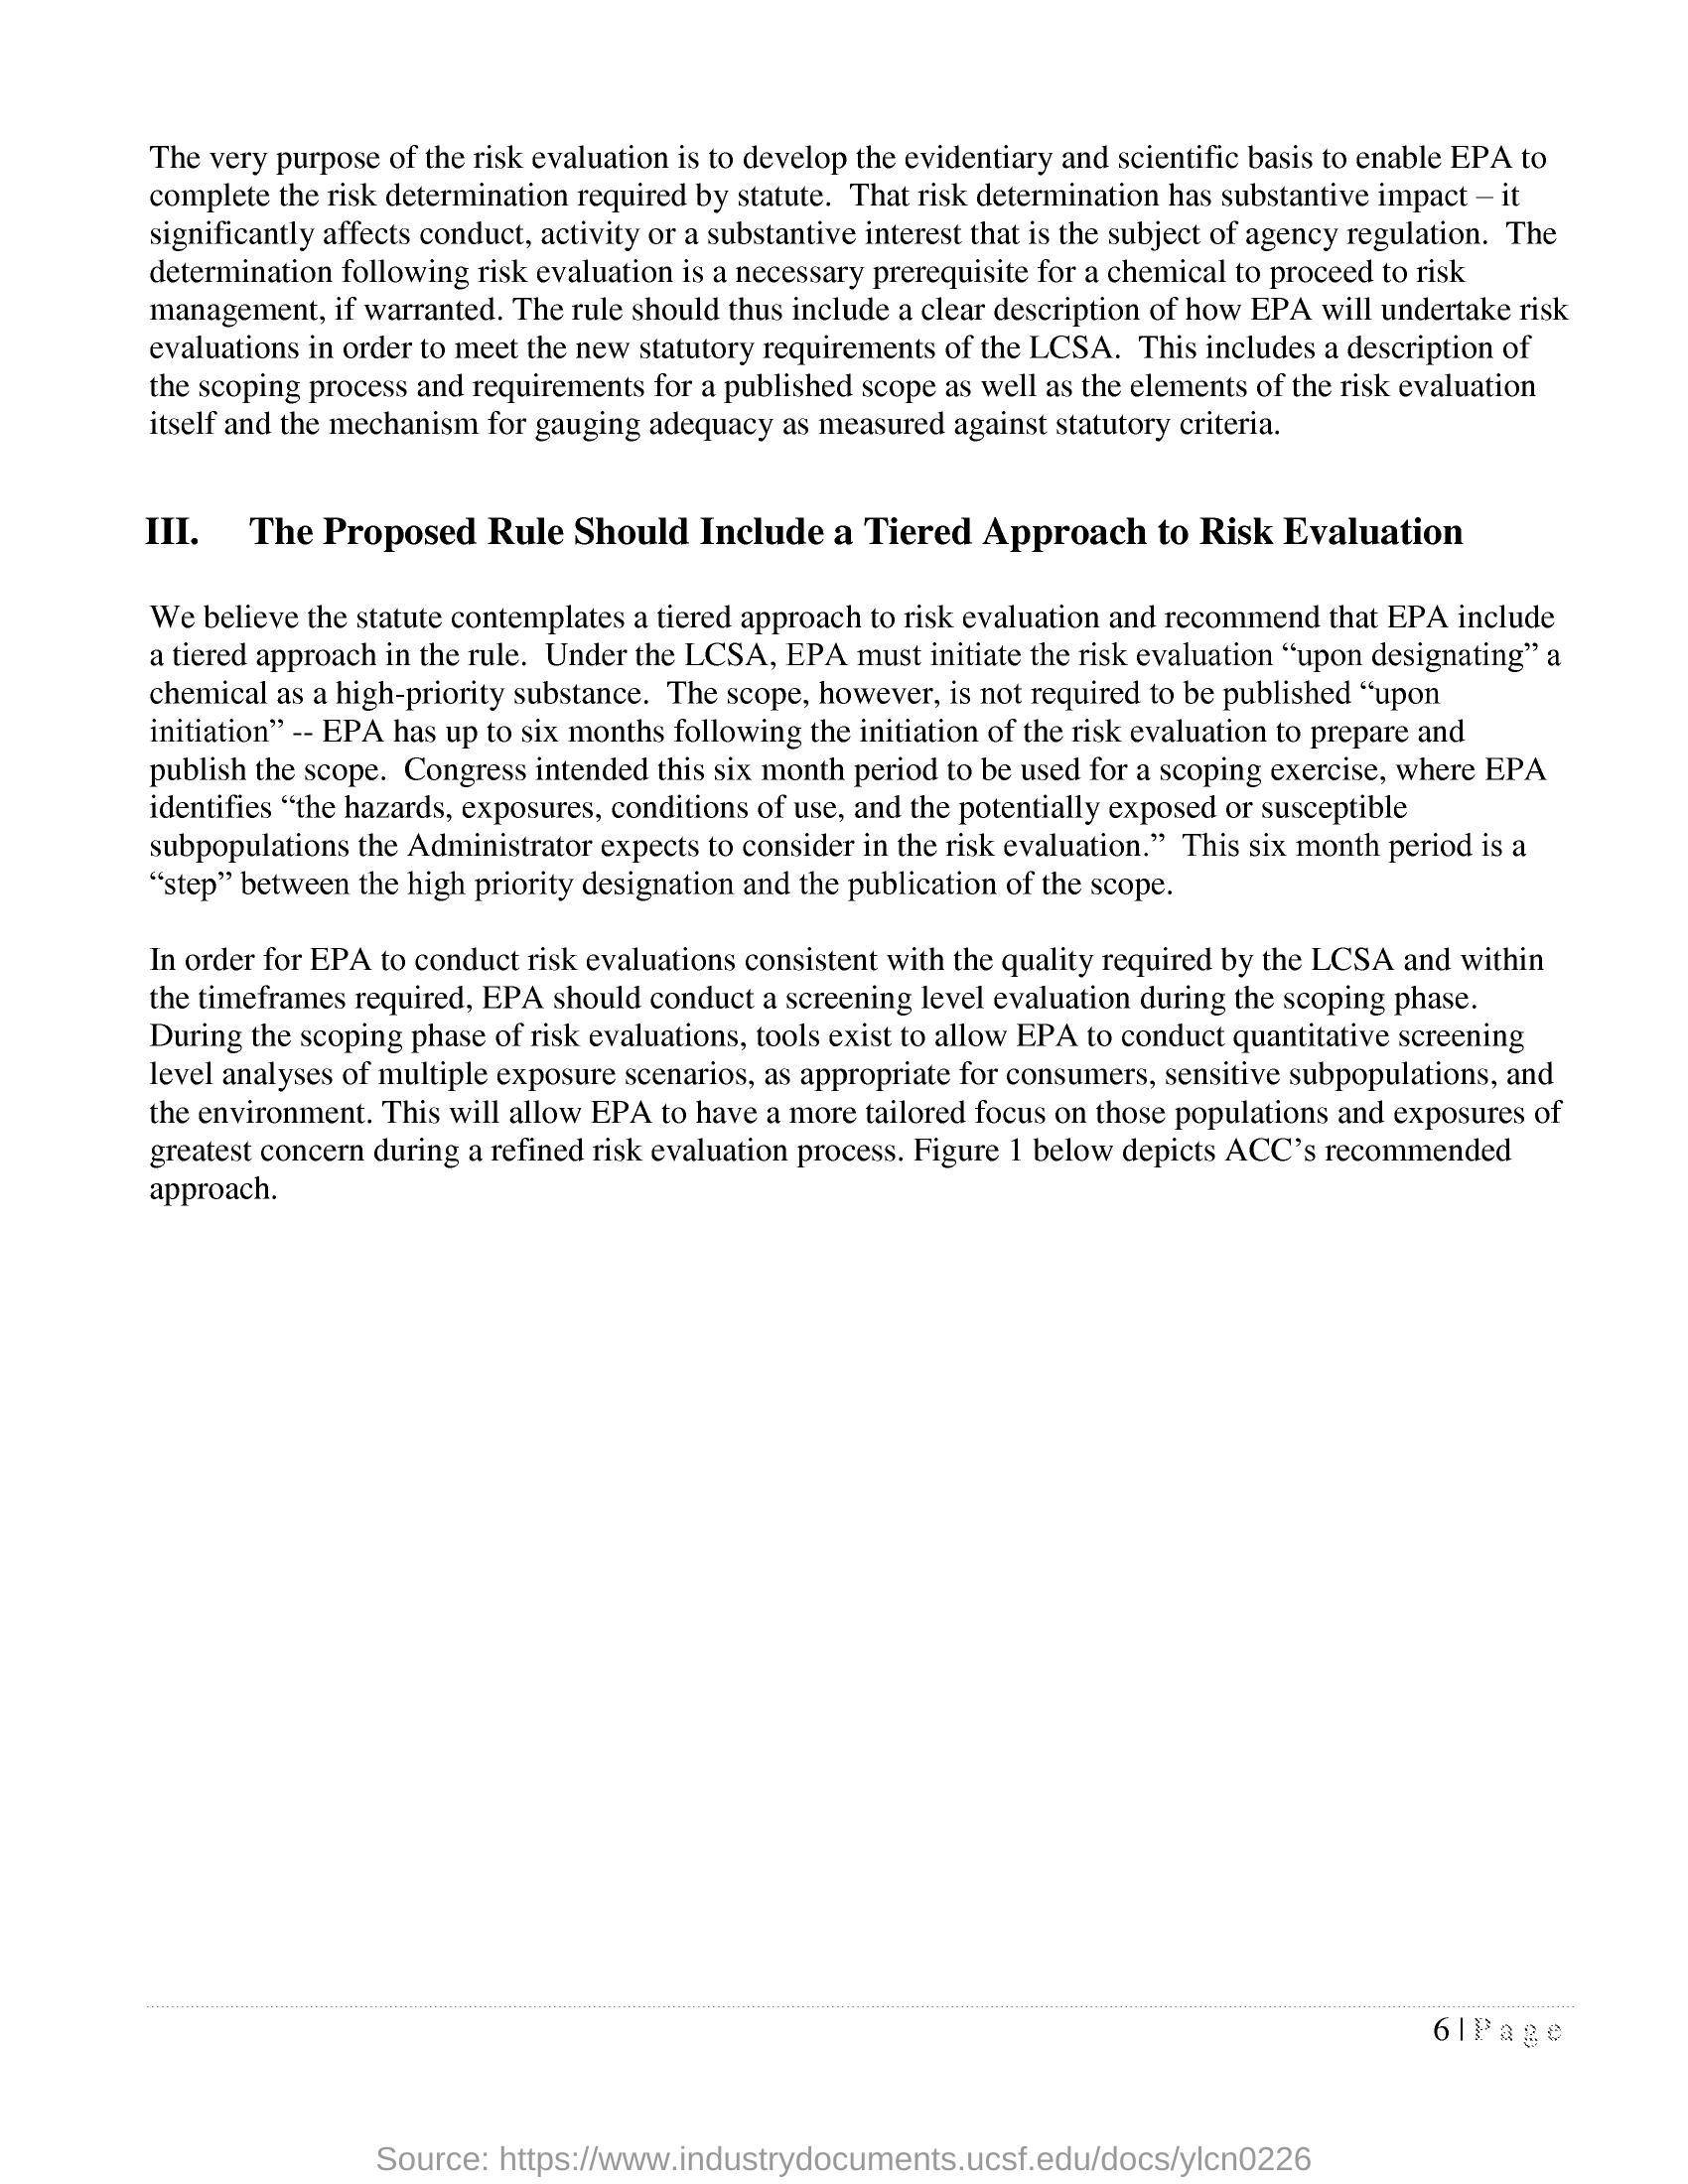 The very purpose of the risk evaluation is to develop the evidentiary and scientific basis to enable EPA to
complete the risk determination required by statute.  That risk determination has substantive impact – it
significantly affects conduct, activity or a substantive interest that is the subject of agency regulation.  The
determination following risk evaluation is a necessary prerequisite for a chemical to proceed to risk
management, if warranted. The rule should thus include a clear description of how EPA will undertake risk
evaluations in order to meet the new statutory requirements of the LCSA.  This includes a description of
the scoping process and requirements for a published scope as well as the elements of the risk evaluation
itself and the mechanism for gauging adequacy as measured against statutory criteria.
III. The Proposed Rule Should Include a Tiered Approach to Risk Evaluation
We believe the statute contemplates a tiered approach to risk evaluation and recommend that EPA include
a tiered approach in the rule.  Under the LCSA, EPA must initiate the risk evaluation “upon designating” a
chemical as a high-priority substance.  The scope, however, is not required to be published “upon
initiation” -- EPA has up to six months following the initiation of the risk evaluation to prepare and
publish the scope.  Congress intended this six month period to be used for a scoping exercise, where EPA
identifies “the hazards, exposures, conditions of use, and the potentially exposed or susceptible
subpopulations the Administrator expects to consider in the risk evaluation.”  This six month period is a
“step” between the high priority designation and the publication of the scope.
In order for EPA to conduct risk evaluations consistent with the quality required by the LCSA and within
the timeframes required, EPA should conduct a screening level evaluation during the scoping phase.
During the scoping phase of risk evaluations, tools exist to allow EPA to conduct quantitative screening
level analyses of multiple exposure scenarios, as appropriate for consumers, sensitive subpopulations, and
the environment. This will allow EPA to have a more tailored focus on those populations and exposures of
greatest concern during a refined risk evaluation process. Figure 1 below depicts ACC’s recommended
approach.
6 | P a g e
Source: https://www.industrydocuments.ucsf.edu/docs/ylcn0226